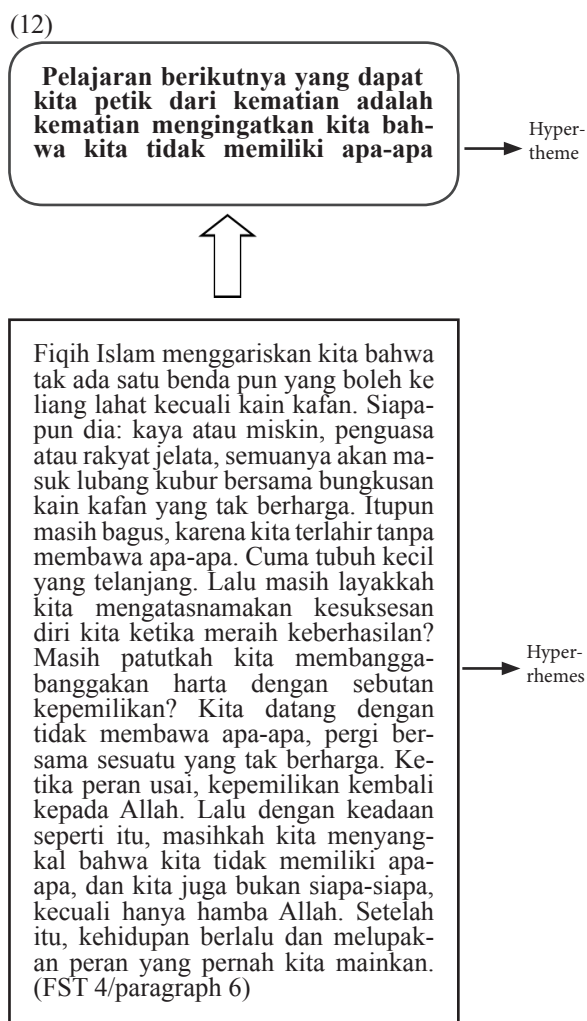 (12)
Pelajaran berikutnya yang dapat
kita petik dari kematian adalah
kematian mengingatkan kita bah-
wa kita tidak memiliki apa-apa
Hyper-
theme
Fiqih Islam menggariskan kita bahwa
tak ada satu benda pun yang boleh ke
liang lahat kecuali kain kafan. Siapa-
pun dia: kaya atau miskin, penguasa
atau rakyat jelata, semuanya akan ma-
suk lubang kubur bersama bungkusan
kain kafan yang tak berharga. Itupun
masih bagus, karena kita terlahir tanpa
membawa apa-apa. Cuma tubuh kecil
yang telanjang. Lalu masih layakkah
kita mengatasnamakan kesuksesan
diri kita ketika meraih keberhasilan?
Masih patutkah kita membangga-
banggakan harta dengan sebutan
kepemilikan? Kita datang dengan
tidak membawa apa-apa, pergi ber-
sama sesuatu yang tak berharga. Ke-
tika peran usai, kepemilikan kembali
kepada Allah. Lalu dengan keadaan
seperti itu, masihkah kita menyang-
kal bahwa kita tidak memiliki apa-
apa, dan kita juga bukan siapa-siapa,
kecuali hanya hamba Allah. Setelah
itu, kehidupan berlalu dan melupak-
an peran yang pernah kita mainkan.
(FST 4/paragraph 6)
Hyper-
rhemes